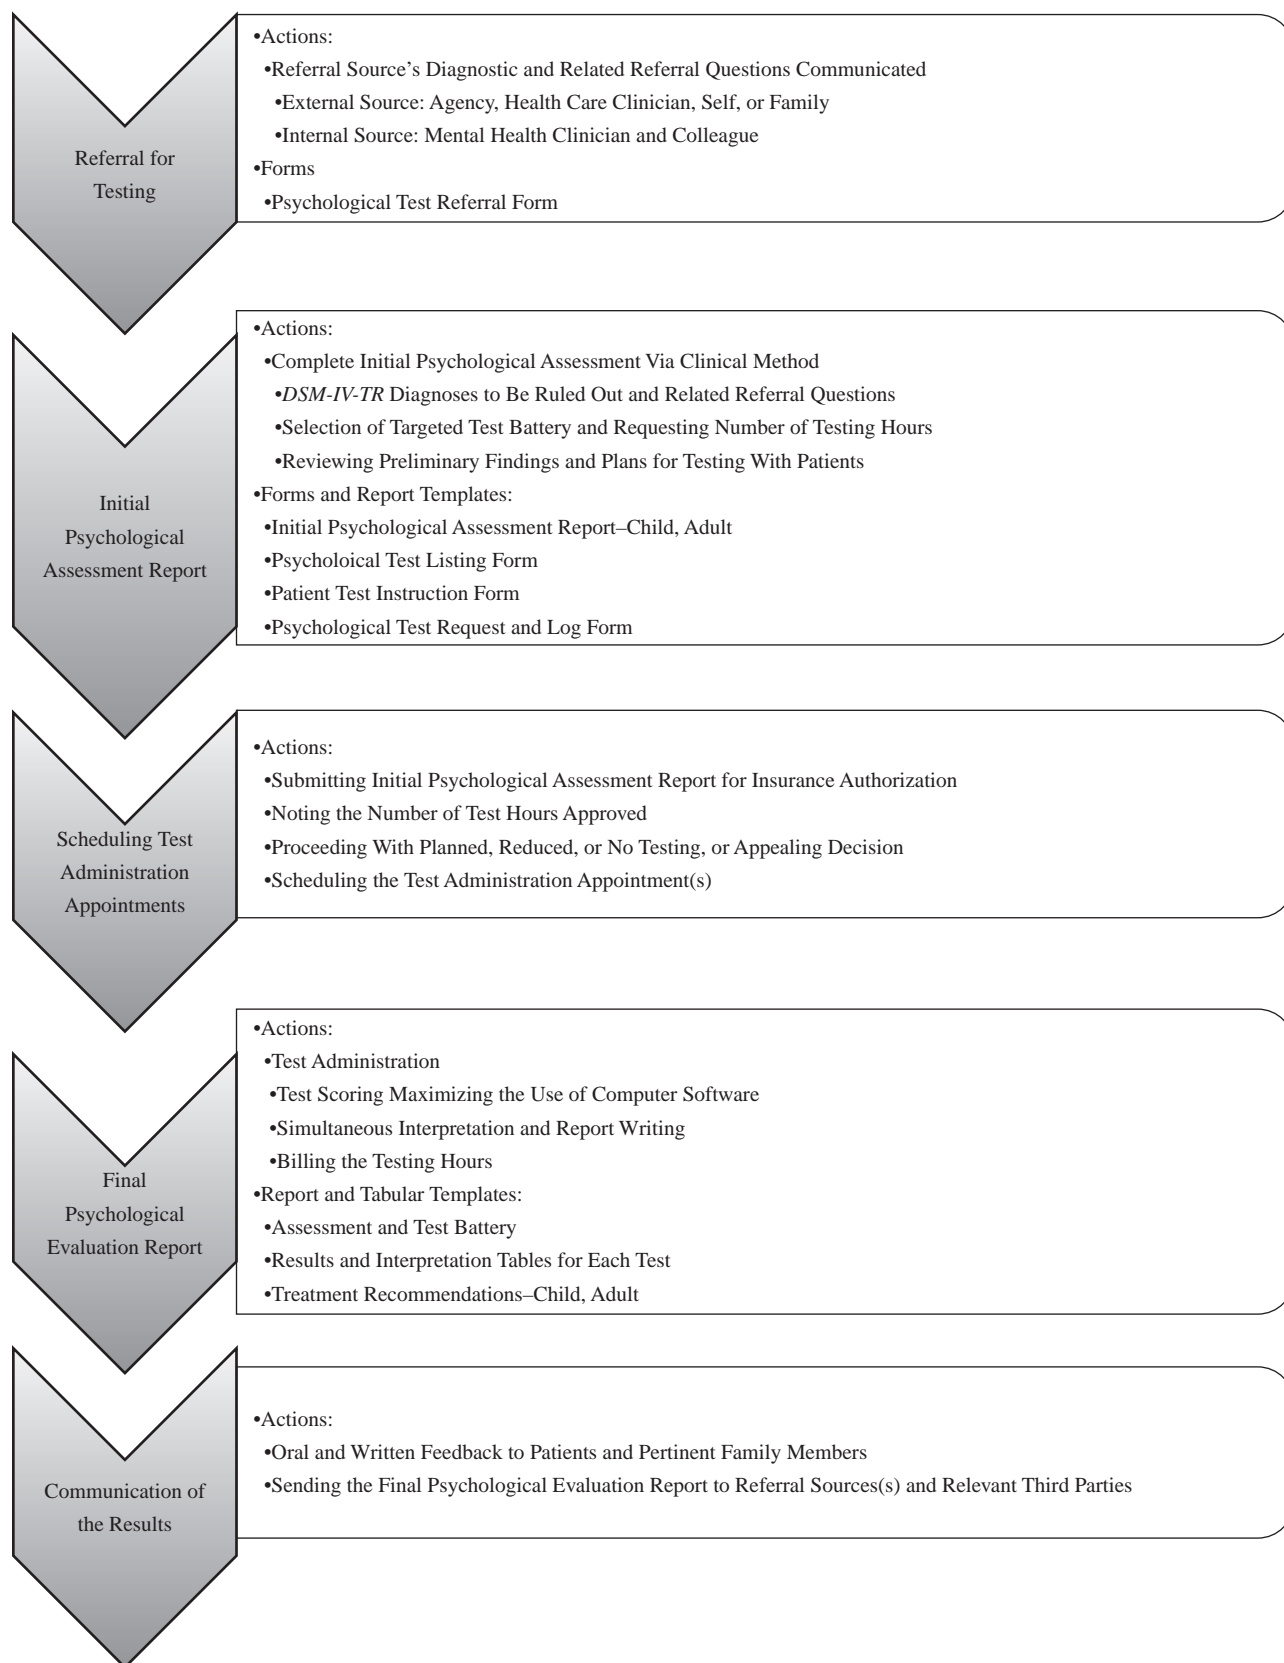 Referral for
Testing
•Actions:
•Referral Source's Diagnostic and Related Referral Questions Communicated
•External Source: Agency, Health Care Clinician, Self, or Family
•Internal Source: Mental Health Clinician and Colleague
•Forms
•Psychological Test Referral Form
Initial
Psychological
Assessment Report
•Actions:
•Complete Initial Psychological Assessment Via Clinical Method
•DSM-IV-TR Diagnoses to Be Ruled Out and Related Referral Questions
•Selection of Targeted Test Battery and Requesting Number of Testing Hours
•Reviewing Preliminary Findings and Plans for Testing With Patients
•Forms and Report Templates:
•Initial Psychological Assessment Report–Child, Adult
•Psycholoical Test Listing Form
•Patient Test Instruction Form
•Psychological Test Request and Log Form
Scheduling Test
Administration
Appointments
•Actions:
•Submitting Initial Psychological Assessment Report for Insurance Authorization
•Noting the Number of Test Hours Approved
•Proceeding With Planned, Reduced, or No Testing, or Appealing Decision
•Scheduling the Test Administration Appointment(s)
Final
Psychological
Evaluation Report
•Actions:
•Test Administration
•Test Scoring Maximizing the Use of Computer Software
•Simultaneous Interpretation and Report Writing
•Billing the Testing Hours
•Report and Tabular Templates:
•Assessment and Test Battery
•Results and Interpretation Tables for Each Test
•Treatment Recommendations–Child, Adult
Communication of
the Results
•Actions:
•Oral and Written Feedback to Patients and Pertinent Family Members
•Sending the Final Psychological Evaluation Report to Referral Sources(s) and Relevant Third Parties